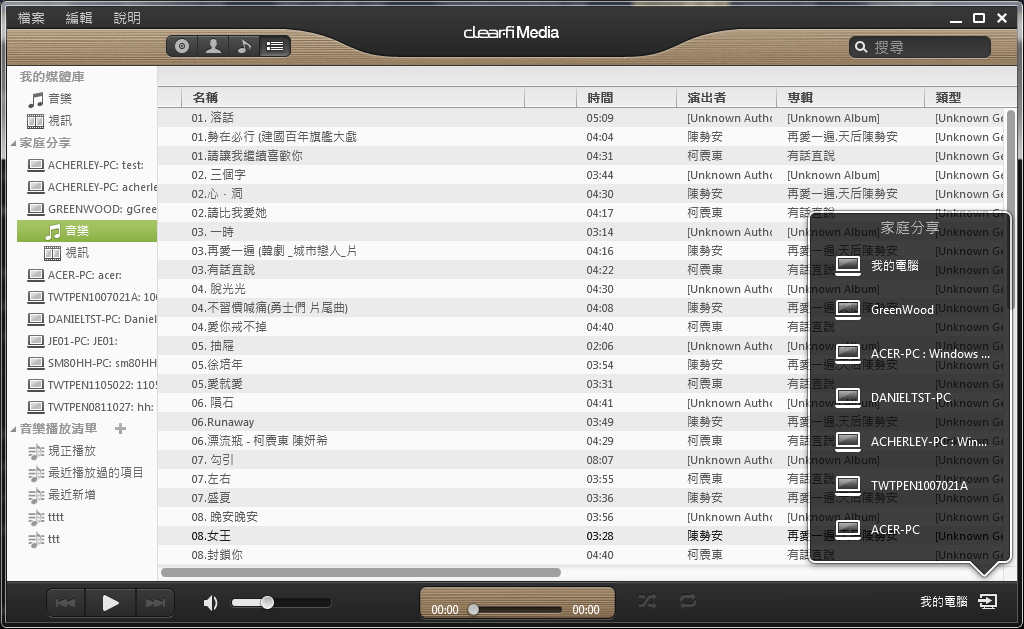 檔案 編輯 說明
clear.fi Media
搜尋
我的媒體庫
音樂
視訊
家庭分享
ACHERLEY-PC: test:
ACHERLEY-PC: acherle
GREENWOOD: gGree
音樂
視訊
ACER-PC: acer:
TWTPEN1007021A: 100
DANIELTST-PC: Daniel
JE01-PC: JE01:
SM80HH-PC: sm80HH
TWTPEN1105022: 1105
TWTPEN0811027: hh:
音樂播放清單
現正播放
最近播放過的項目
最近新增
tttt
ttt
名稱 時間 演出者 專輯 類型
01. 落話 05:09 [Unknown Autho [Unknown Album] [Unknown Ge
01.勢在必行 (建國百年旗艦大戲 04:04 陳勢安 再愛一遍.天后陳勢安 [Unknown Ge
01.請讓我繼續喜歡你 04:31 柯震東 有話直說 [Unknown Ge
02. 三個字 03:44 [Unknown Autho [Unknown Album] [Unknown Ge
02.心‧洞 04:30 陳勢安 再愛一遍.天后陳勢安 [Unknown Ge
02.請比我愛她 04:17 柯震東 有話直說 [Unknown Ge
03. 一時 03:14 [Unknown Autho [Unknown Album] [Unknown Ge
03.再愛一遍 (韓劇 _城市戀人_片 04:16 陳勢安 再愛一遍.天后陳勢安 [Unknown Ge
03.有話直說 04:22 柯震東 有話直說 [Unknown Ge
04. 脫光光 04:30 [Unknown Autho [Unknown Album] [Unknown Ge
04.不習慣喊痛(勇士們 片尾曲) 04:08 陳勢安 再愛一遍.天后陳勢安 [Unknown Ge
04.愛你戒不掉 04:40 柯震東 有話直說 [Unknown Ge
05. 抽屜 02:06 [Unknown Autho [Unknown Album] [Unknown Ge
05.徐培年 03:54 陳勢安 再愛一遍.天后陳勢安 [Unknown Ge
05.愛就愛 03:31 柯震東 有話直說 [Unknown Ge
06. 隕石 04:41 [Unknown Autho [Unknown Album] [Unknown Ge
06.Runaway 03:49 陳勢安 再愛一遍.天后陳勢安 [Unknown Ge
06.漂流瓶 - 柯震東 陳妍希 04:29 柯震東 有話直說 [Unknown Ge
07. 勾引 08:07 [Unknown Autho [Unknown Album] [Unknown Ge
07.左右 03:55 柯震東 有話直說 [Unknown Ge
07.盛夏 03:36 陳勢安 再愛一遍.天后陳勢安 [Unknown Ge
08. 晚安晚安 03:56 [Unknown Autho [Unknown Album] [Unknown Ge
08.女王 03:28 陳勢安 再愛一遍.天后陳勢安 [Unknown Ge
08.封鎖你 04:40 柯震東 有話直說 [Unknown Ge
家庭分享
我的電腦
GreenWood
ACER-PC : Windows ...
DANIELTST-PC
ACHERLEY-PC : Win...
TWTPEN1007021A
ACER-PC
00:00 00:00
我的電腦